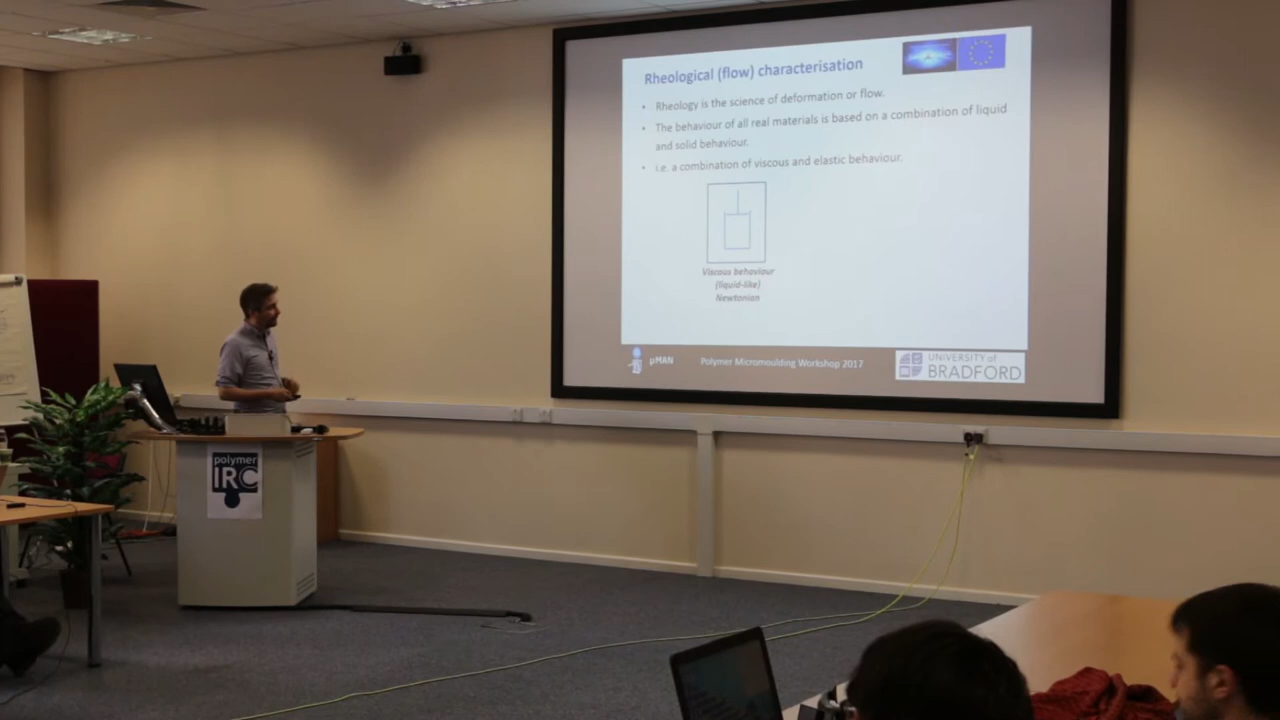 Rheological (flow) characterisation
• Rheology is the science of deformation or flow.
• The behaviour of all real materials is based on a combination of liquid
and solid behaviour.
• i.e. a combination of viscous and elastic behaviour.
Viscous behaviour
(liquid-like)
Newtonian
μMAN
Polymer Micromoulding Workshop 2017
UNIVERSITY of
BRADFORD
polymer
IRC